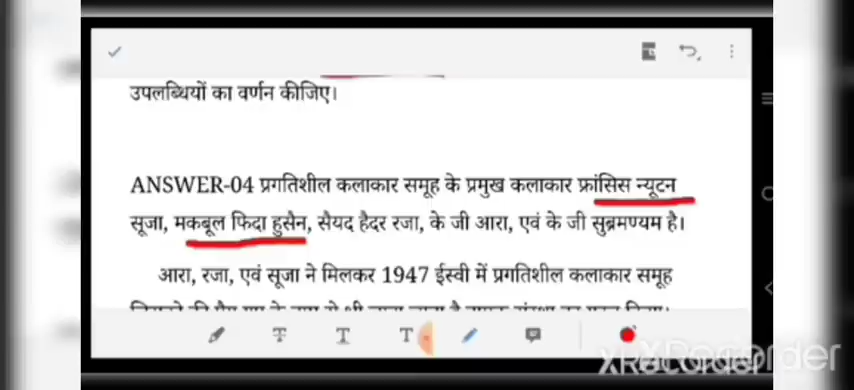 उपलब्धियों का वर्णन कीजिए।
ANSWER-04 प्रगतिशील कलाकार समूह के प्रमुख कलाकार फ्रांसिस न्यूटन
सूजा, मकबूल फिदा हुसैन, सैयद हैदर रजा, के जी आरा, एवं के जी सुब्रमण्यम है।
आरा, रजा, एवं सूजा ने मिलकर 1947 ईस्वी में प्रगतिशील कलाकार समूह
T T T
XRecorder